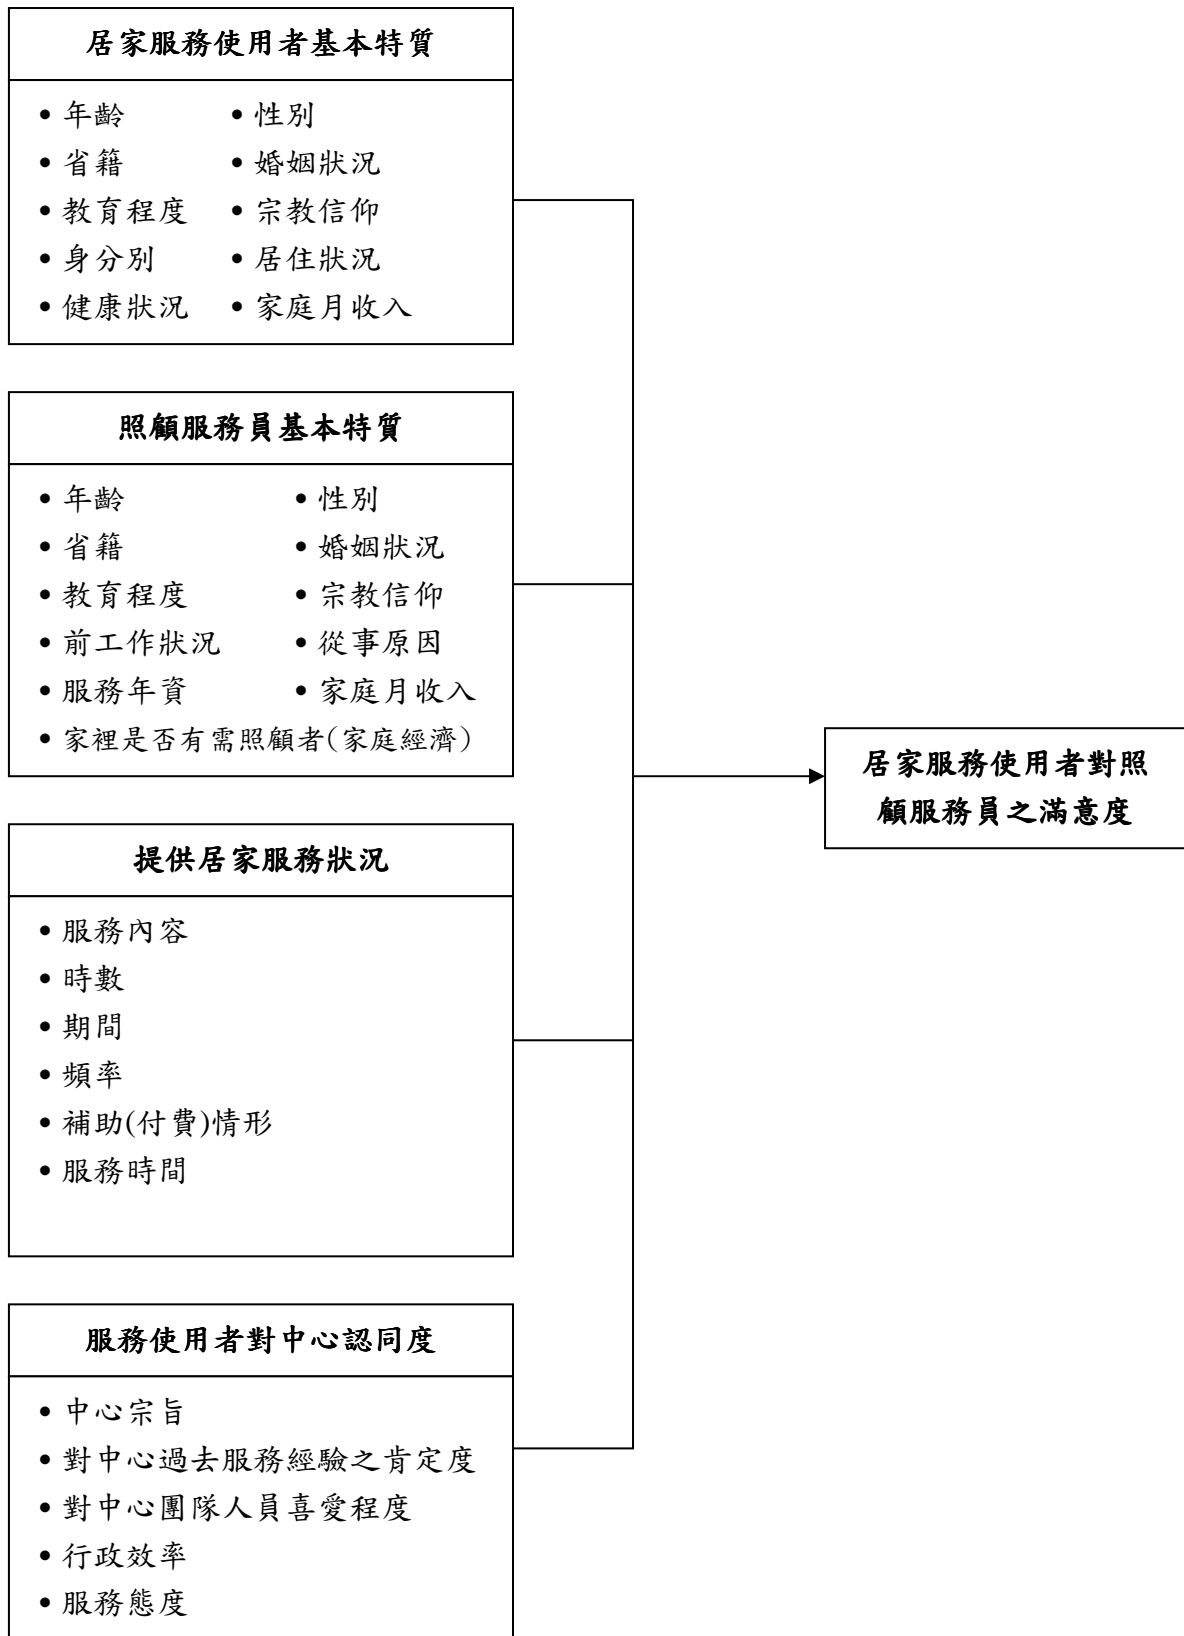 居家服務使用者基本特質
• 年齡 • 性別
• 省籍 • 婚姻狀況
• 教育程度 • 宗教信仰
• 身分別 • 居住狀況
• 健康狀況 • 家庭月收入
照顧服務員基本特質
• 年齡 • 性別
• 省籍 • 婚姻狀況
• 教育程度 • 宗教信仰
• 前工作狀況 • 從事原因
• 服務年資 • 家庭月收入
• 家裡是否有需照顧者(家庭經濟)
居家服務使用者對照
顧服務員之滿意度
提供居家服務狀況
• 服務內容
• 時數
• 期間
• 頻率
• 補助(付費)情形
• 服務時間
服務使用者對中心認同度
• 中心宗旨
• 對中心過去服務經驗之肯定度
• 對中心團隊人員喜愛程度
• 行政效率
• 服務態度